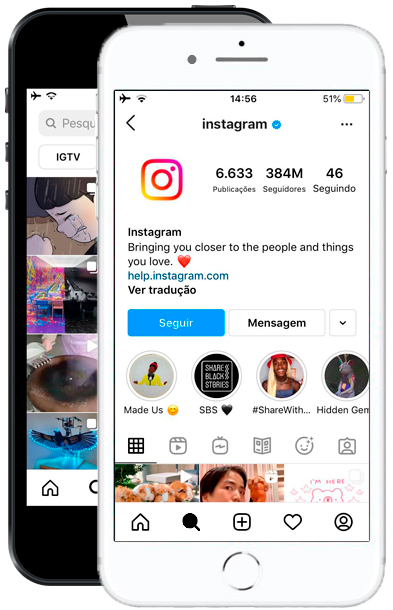 Pesqu
IGTV
14:56
51%
instagram
6.633 384M 46
Publicações Seguidores Seguindo
Instagram
Bringing you closer to the people and things
you love. ❤️
help.instagram.com
Ver tradução
Seguir Mensagem
SHARE
BLACK
STORIES
Made Us 😊 SBS 🖤 #ShareWith... Hidden Gem
I'M HERE